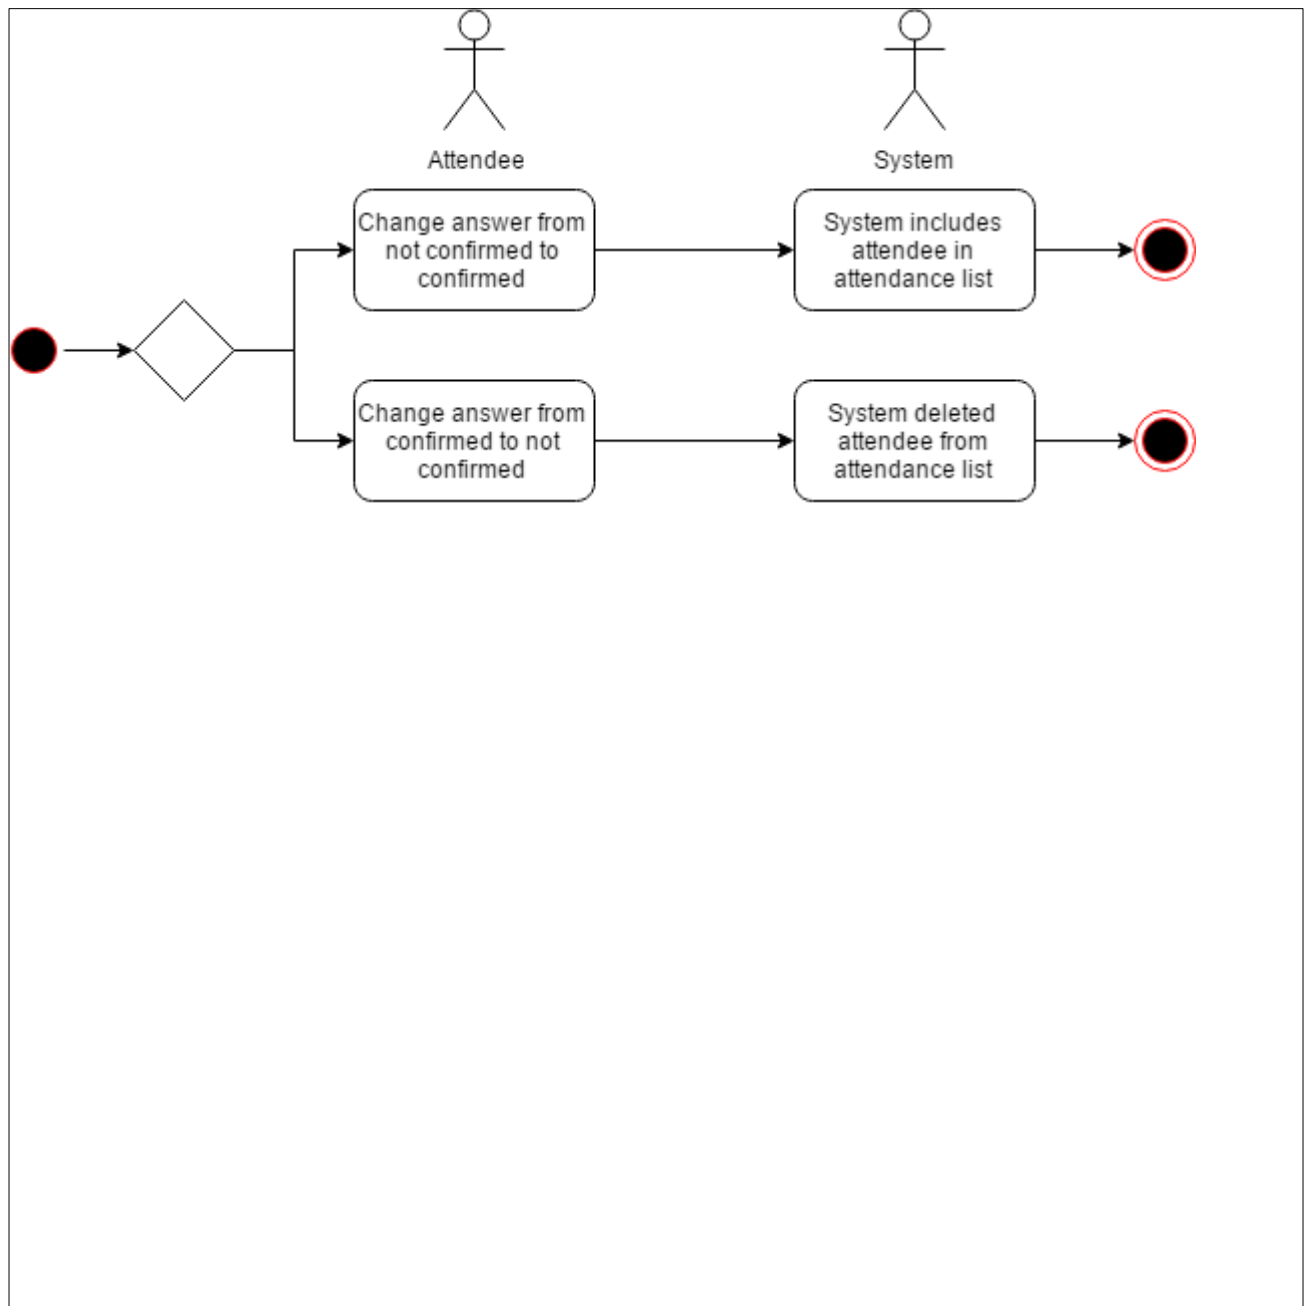 Attendee
System
Change answer from
not confirmed to
confirmed
System includes
attendee in
attendance list
Change answer from
confirmed to not
confirmed
System deleted
attendee from
attendance list